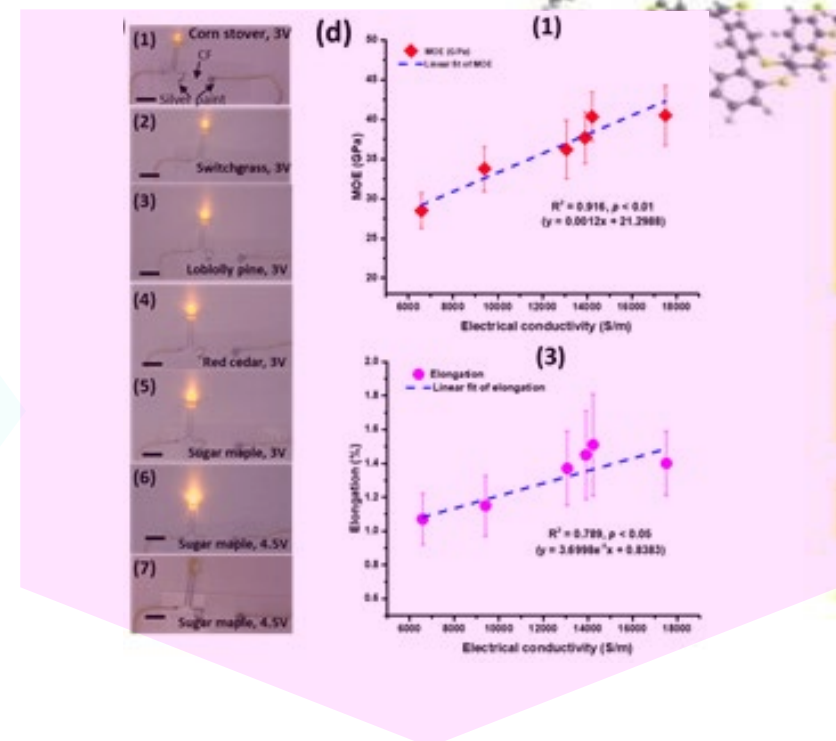 (1)
Corn stover, 3V
CF
Silver paint
(2)
Switchgrass, 3V
(3)
Loblolly pine, 3V
(4)
Red cedar, 3V
(5)
Sugar maple, 3V
(6)
Sugar maple, 4.5V
(7)
Sugar maple, 4.5V
(d)
(1)
MOE (GPa)
Linear fit of MOE
50
45
40
35
30
25
20
MOE (GPa)
R² = 0.916, p < 0.01
(y = 0.0012x + 21.2988)
6000 8000 10000 12000 14000 16000 18000
Electrical conductivity (S/m)
(3)
Elongation
Linear fit of elongation
2.0
1.8
1.6
1.4
1.2
1.0
0.8
0.6
Elongation (%)
R² = 0.789, p < 0.05
6000 8000 10000 12000 14000 16000 18000
Electrical conductivity (S/m)